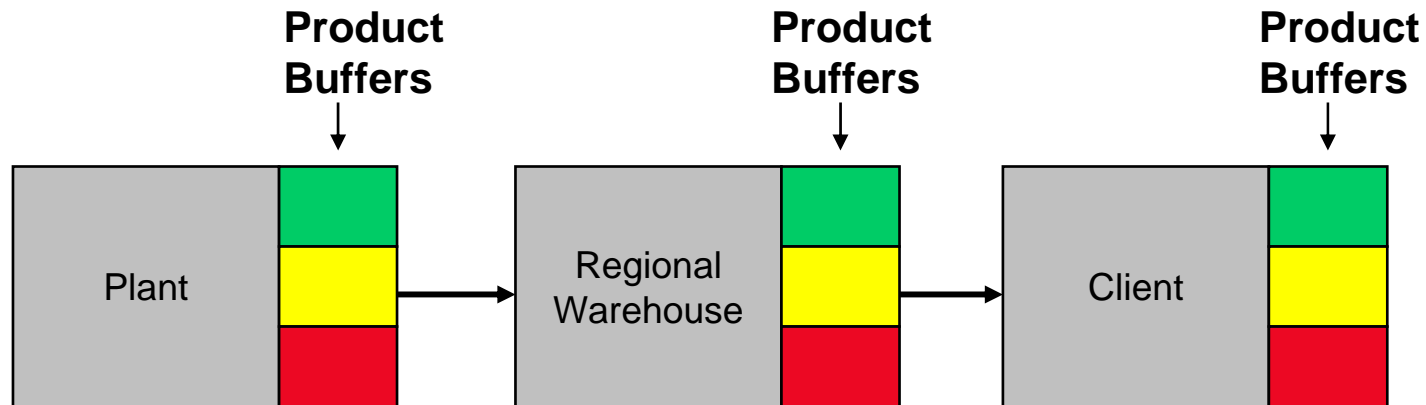 Product
Buffers
Product
Buffers
Product
Buffers
Plant
Regional
Warehouse
Client